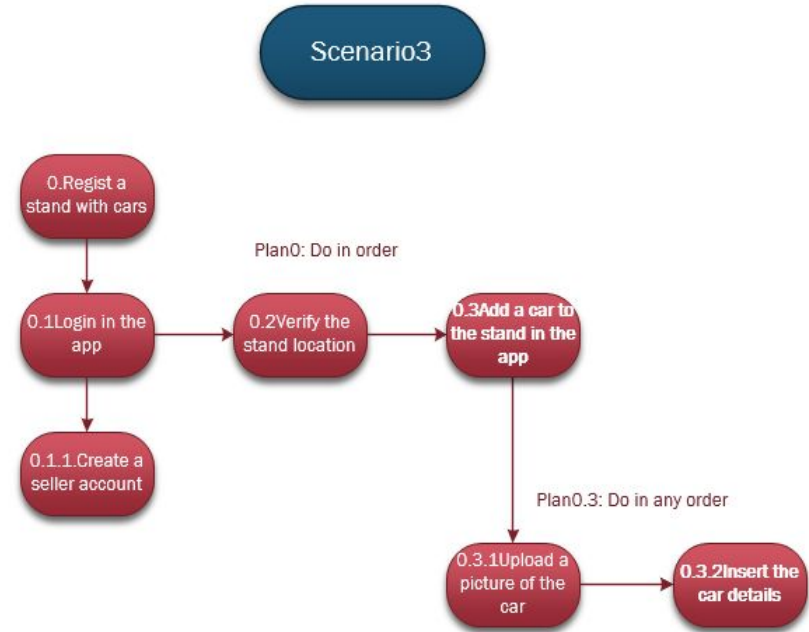 Scenario3
0.Regist a
stand with cars
Plan0: Do in order
0.1Login in the
app
0.2Verify the
stand location
0.3Add a car to
the stand in the
app
0.1.1.Create a
seller account
Plan0.3: Do in any order
0.3.1Upload a
picture of the
car
0.3.2Insert the
car details